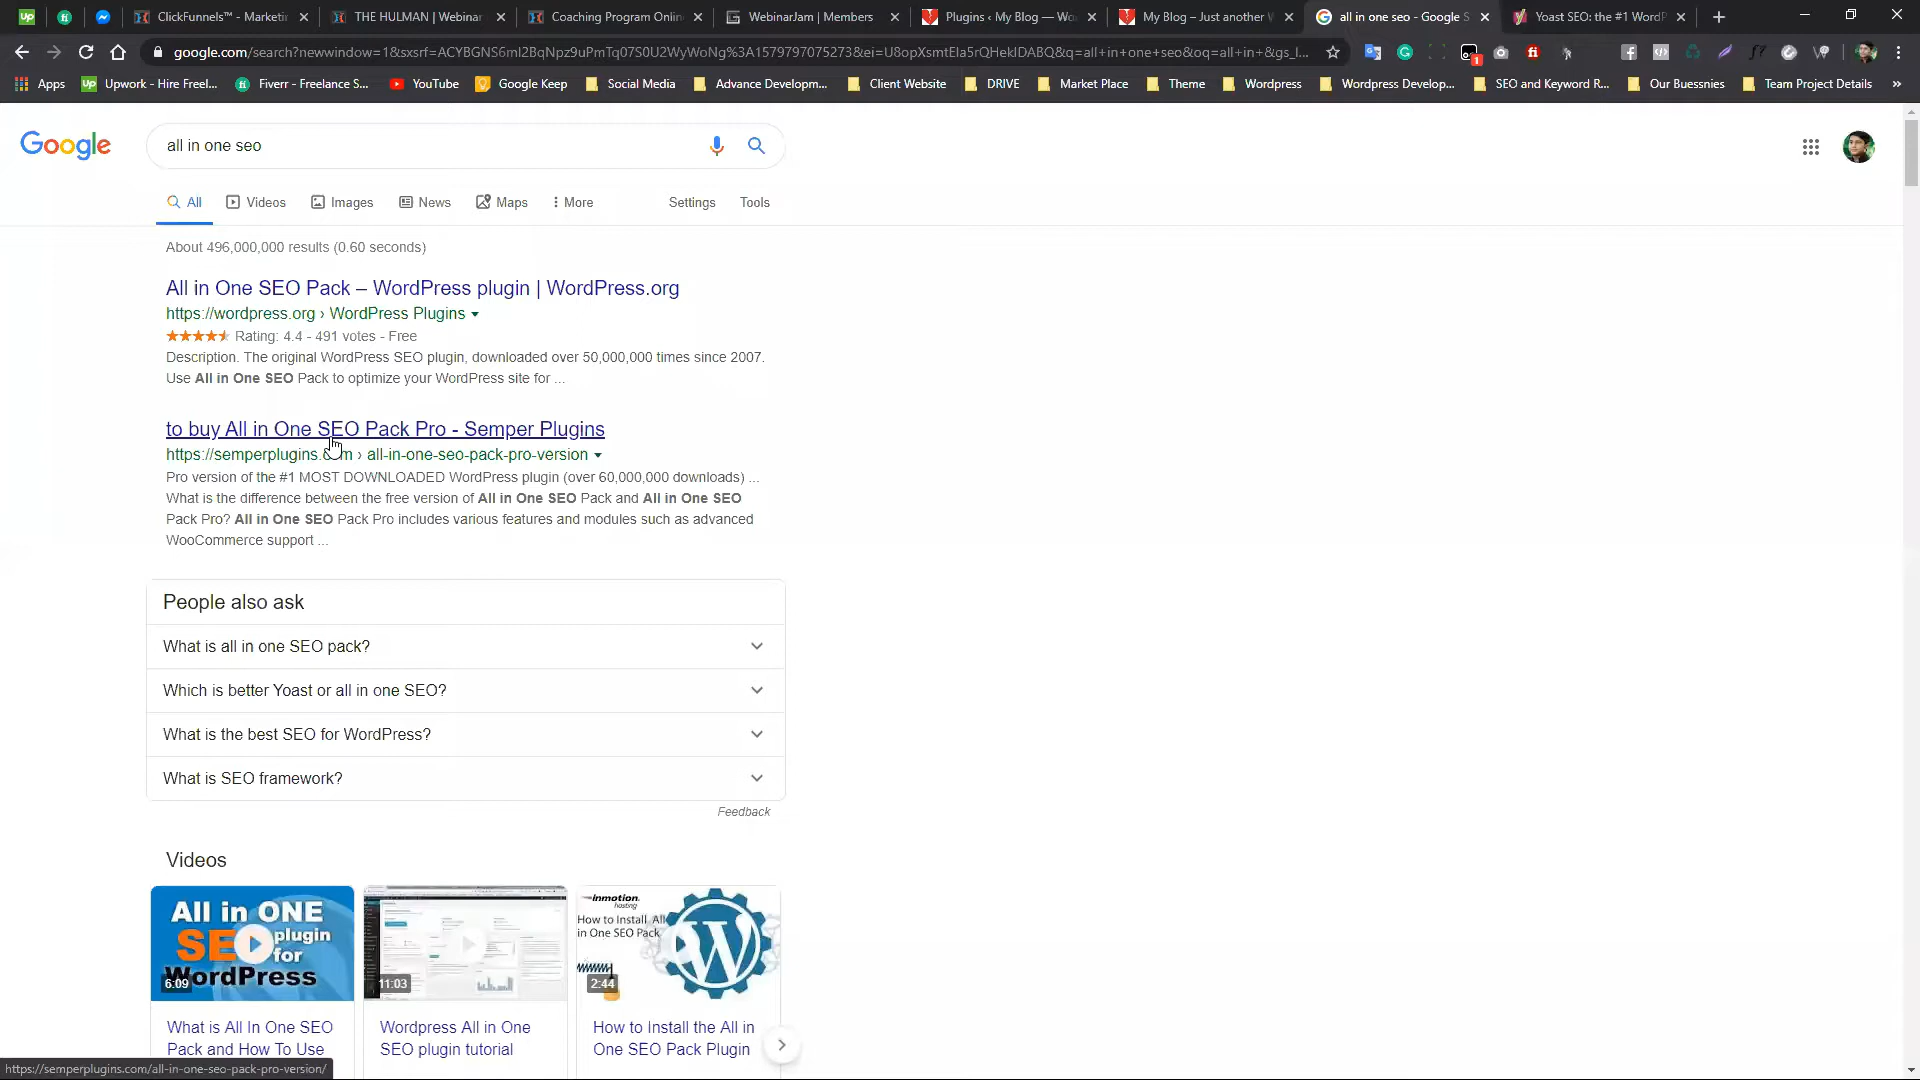 ClickFunnels™ - Marketi
THE HULMAN | Webinar
Coaching Program Onlin
WebinarJam | Members
Plugins ‹ My Blog — Wo
My Blog – Just another W
all in one seo - Google S
Yoast SEO: the #1 WordP
google.com/search?newwindow=1&sxsrf=ACYBGNS6ml2BqNpz9uPmTq07S0U2WyWoNg%3A1579797075273&ei=U8opXsmtEIa5rQHeklDABQ&q=all+in+one+seo&oq=all+in+&gs_l...
Apps
Upwork - Hire Freel...
Fiverr - Freelance S...
YouTube
Google Keep
Social Media
Advance Developm...
Client Website
DRIVE
Market Place
Theme
Wordpress
Wordpress Develop...
SEO and Keyword R...
Our Buessnies
Team Project Details
Google
all in one seo
All
Videos
Images
News
Maps
More
Settings
Tools
About 496,000,000 results (0.60 seconds)
All in One SEO Pack – WordPress plugin | WordPress.org
https://wordpress.org › WordPress Plugins
Rating: 4.4 - 491 votes - Free
Description. The original WordPress SEO plugin, downloaded over 50,000,000 times since 2007.
Use All in One SEO Pack to optimize your WordPress site for ...
to buy All in One SEO Pack Pro - Semper Plugins
https://semperplugins.com › all-in-one-seo-pack-pro-version
Pro version of the #1 MOST DOWNLOADED WordPress plugin (over 60,000,000 downloads) ...
What is the difference between the free version of All in One SEO Pack and All in One SEO
Pack Pro? All in One SEO Pack Pro includes various features and modules such as advanced
WooCommerce support ...
People also ask
What is all in one SEO pack?
Which is better Yoast or all in one SEO?
What is the best SEO for WordPress?
What is SEO framework?
Feedback
Videos
All in ONE
SEO plugin
for
WordPress
6:09
11:03
inmotion
hosting
How to Install All
in One SEO Pack
2:44
What is All In One SEO
Pack and How To Use
Wordpress All in One
SEO plugin tutorial
How to Install the All in
One SEO Pack Plugin
https://semperplugins.com/all-in-one-seo-pack-pro-version/